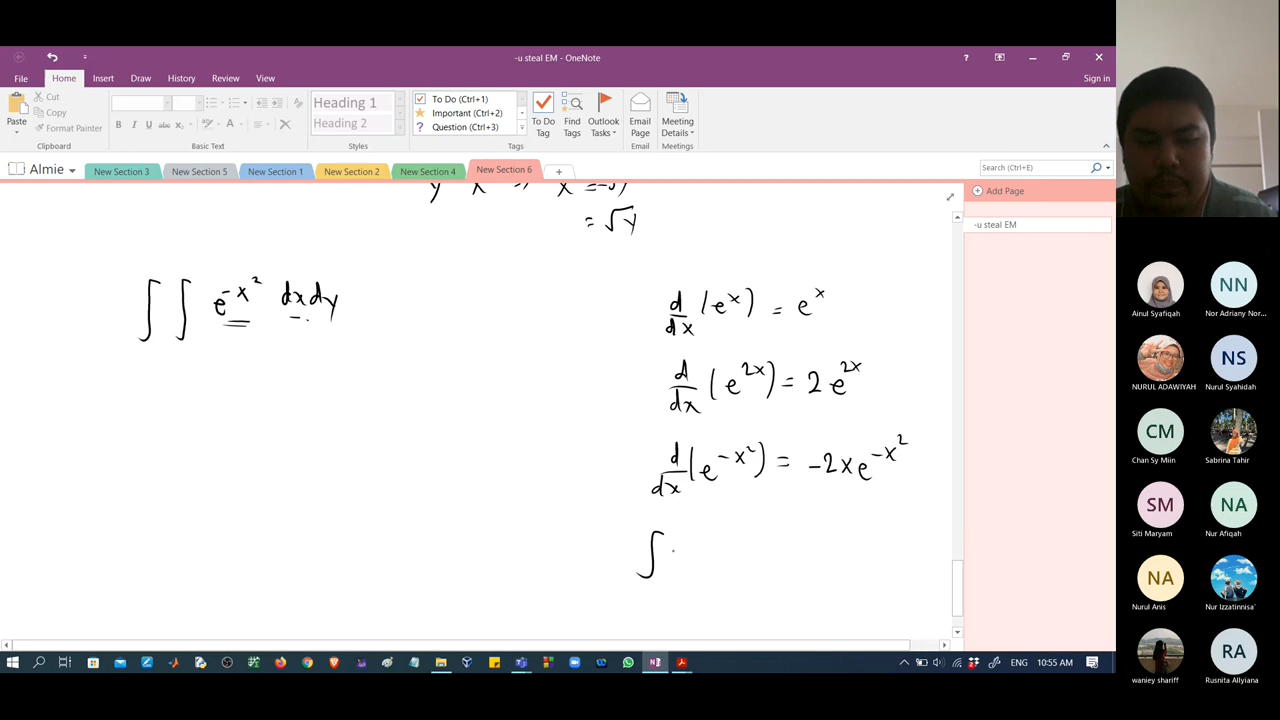 -u steal EM - OneNote
File Home Insert Draw History Review View Sign in
Paste Cut Copy Format Painter Clipboard
B I U abc x₂ A Basic Text
Heading 1 Heading 2 Styles
To Do (Ctrl+1)
Important (Ctrl+2)
Question (Ctrl+3)
Tags
To Do Tag Find Tags Outlook Tasks
Email Page Email
Meeting Details Meetings
Almie New Section 3 New Section 5 New Section 1 New Section 2 New Section 4 New Section 6 +
Search (Ctrl+E)
Add Page
-u steal EM
= √y
∫ ∫ e^{-x²} dx dy
d/dx (e^x) = e^x
d/dx (e^{2x}) = 2e^{2x}
d/dx (e^{-x²}) = -2xe^{-x²}
∫
ENG 10:55 AM
Ainul Syafiqah
NN
Nor Adriany Nor...
NURUL ADAWIYAH
NS
Nurul Syahidah
CM
Chan Sy Miin
Sabrina Tahir
SM
Siti Maryam
NA
Nur Afiqah
NA
Nurul Anis
Nur Izzatinnisa'
waniey shariff
RA
Rusnita Allyiana